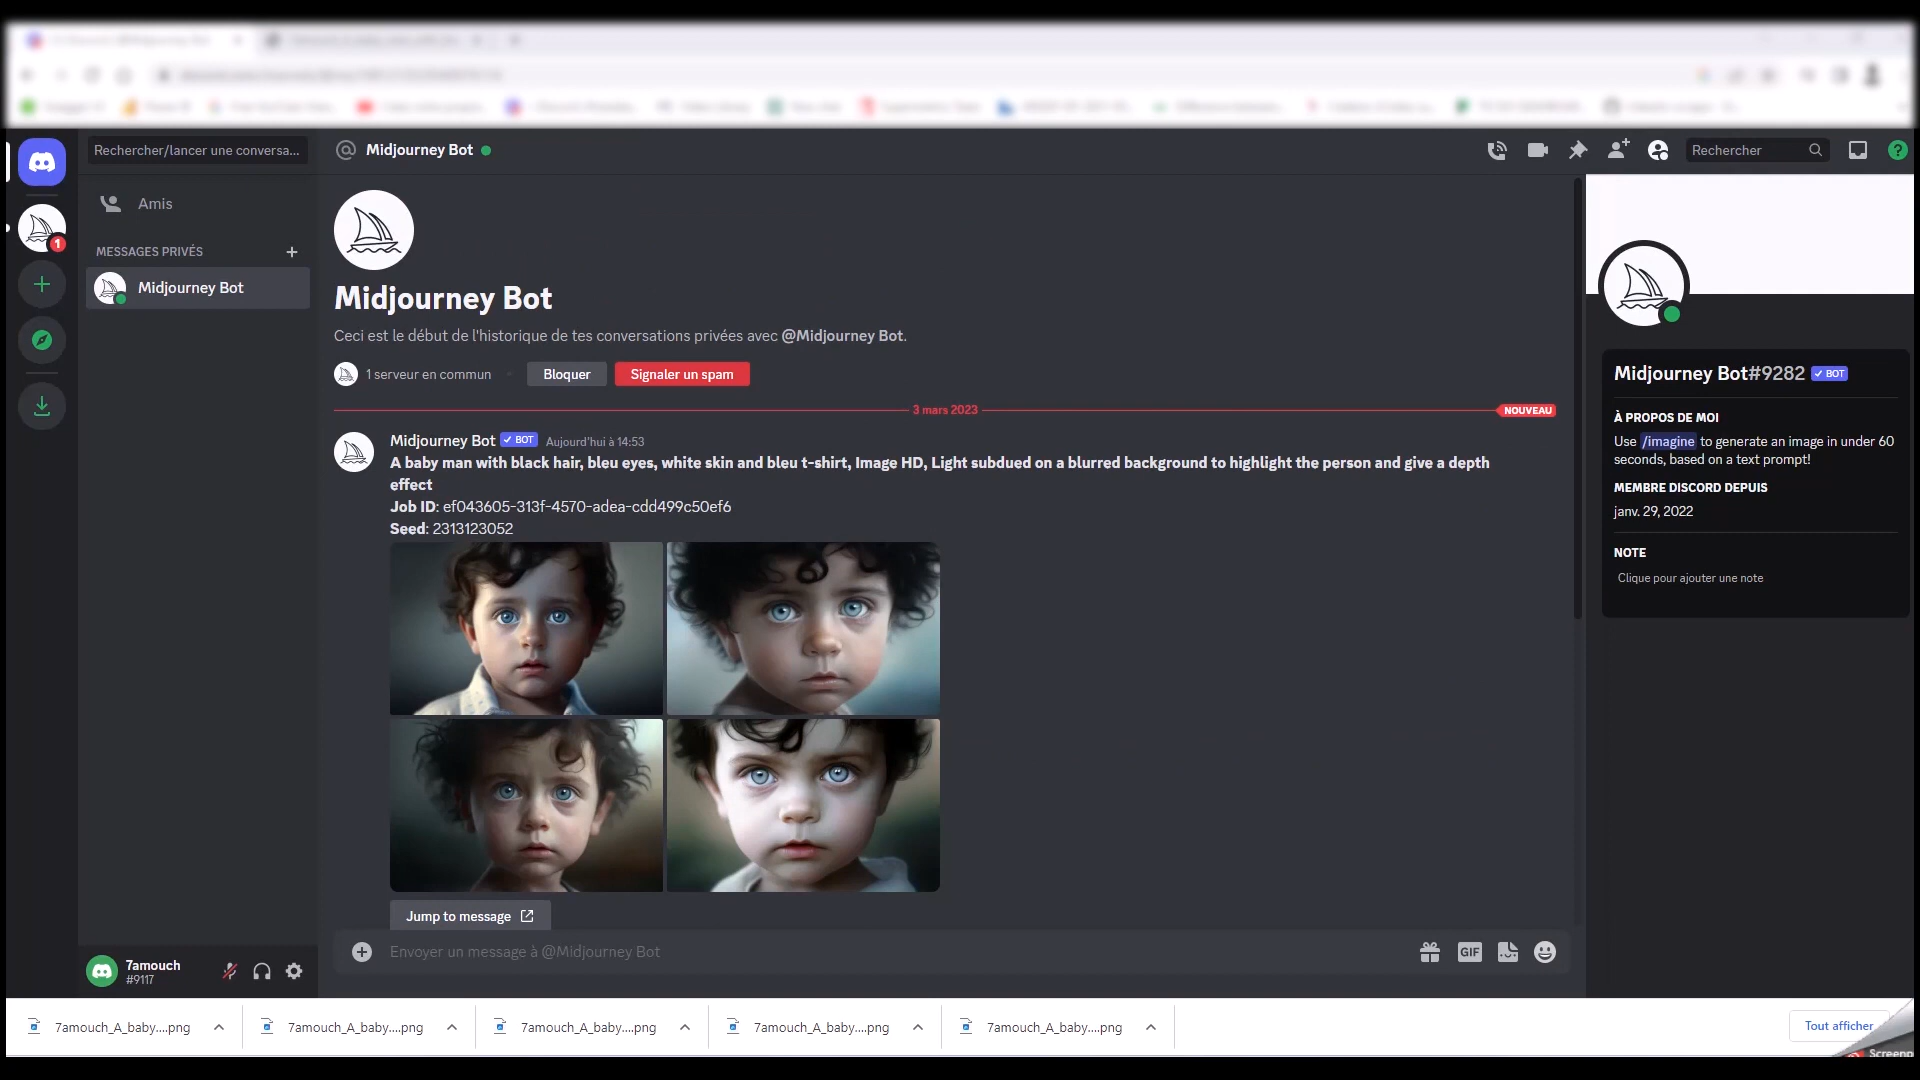 Rechercher/lancer une conversa...
Midjourney Bot
Rechercher
Amis
MESSAGES PRIVÉS
Midjourney Bot
1
Midjourney Bot
Ceci est le début de l'historique de tes conversations privées avec @Midjourney Bot.
1 serveur en commun
Bloquer
Signaler un spam
3 mars 2023
NOUVEAU
Midjourney Bot BOT Aujourd'hui à 14:53
A baby man with black hair, bleu eyes, white skin and bleu t-shirt, Image HD, Light subdued on a blurred background to highlight the person and give a depth
effect
Job ID: ef043605-313f-4570-adea-cdd499c50ef6
Seed: 2313123052
Jump to message
Envoyer un message à @Midjourney Bot
GIF
7amouch
#9117
Midjourney Bot#9282 BOT
À PROPOS DE MOI
Use /imagine to generate an image in under 60
seconds, based on a text prompt!
MEMBRE DISCORD DEPUIS
janv. 29, 2022
NOTE
Clique pour ajouter une note
7amouch_A_baby....png
7amouch_A_baby....png
7amouch_A_baby....png
7amouch_A_baby....png
7amouch_A_baby....png
Tout afficher